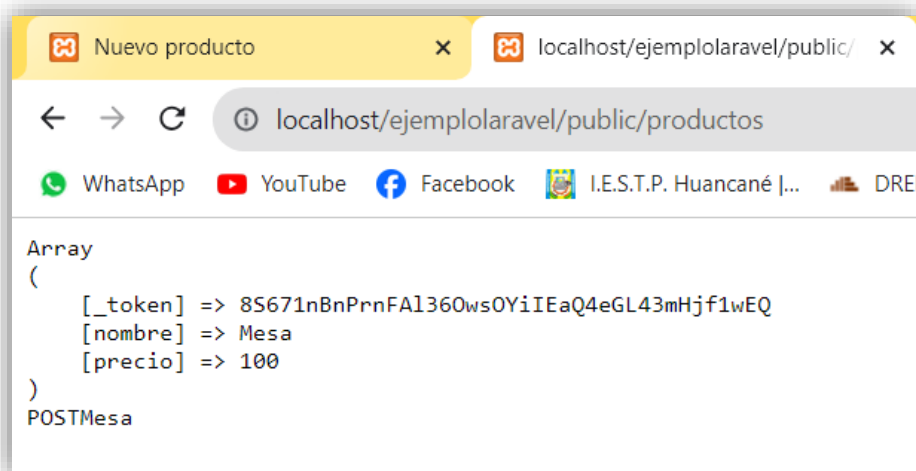 Nuevo producto
localhost/ejemplolaravel/public/
localhost/ejemplolaravel/public/productos
WhatsApp YouTube Facebook I.E.S.T.P. Huancané |... DRE
Array
(
[_token] => 8S671nBnPrnFAl36OwsOYiIEaQ4eGL43mHjf1wEQ
[nombre] => Mesa
[precio] => 100
)
POSTMesa